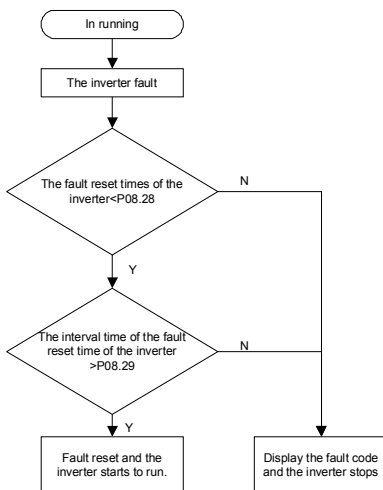 In running
The inverter fault
The fault reset times of the
inverter<P08.28
N
Y
The interval time of the fault
reset time of the inverter
>P08.29
N
Y
Fault reset and the
inverter starts to run.
Display the fault code
and the inverter stops